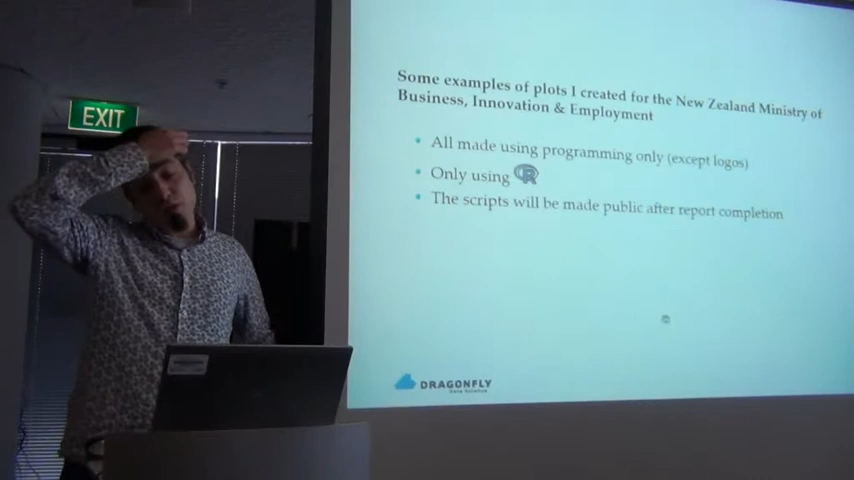 EXIT
Some examples of plots I created for the New Zealand Ministry of
Business, Innovation & Employment
• All made using programming only (except logos)
• Only using R
• The scripts will be made public after report completion
DRAGONFLY